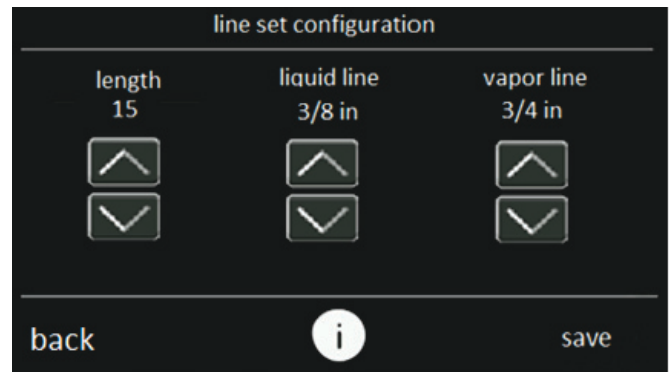 line set configuration
length
liquid line
vapor line
15
3/8 in
3/4 in
back
i
save